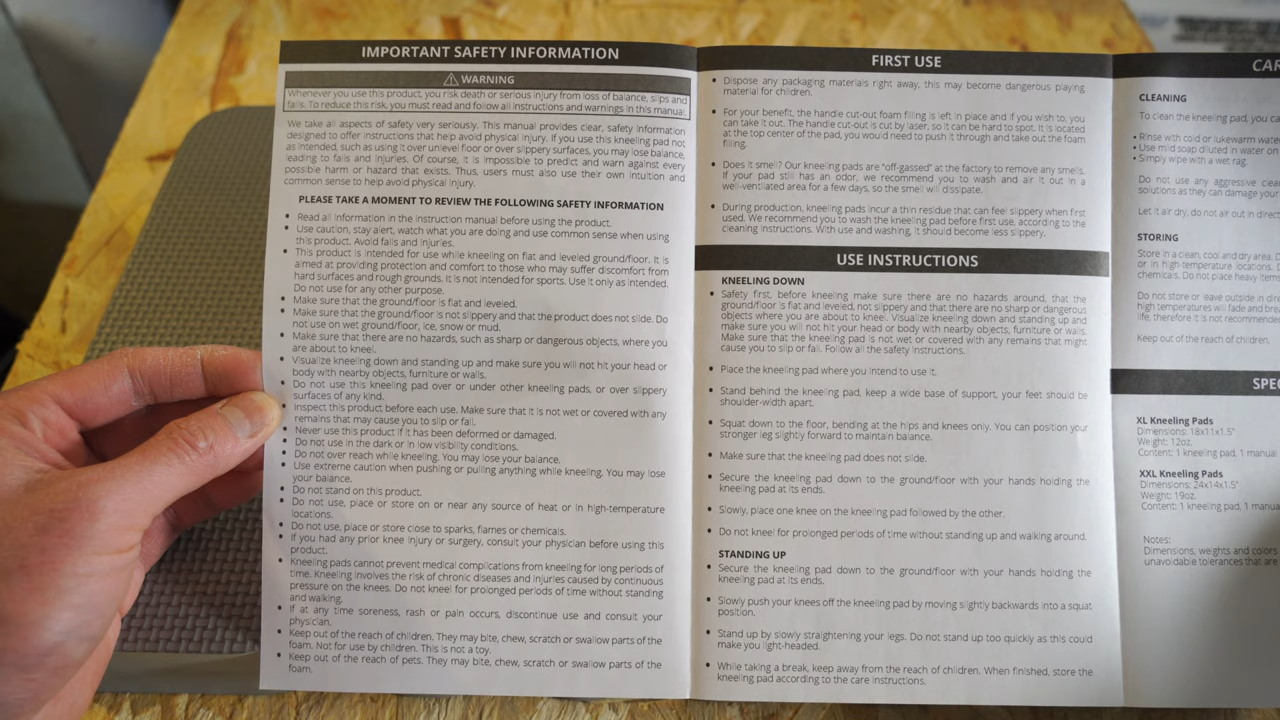 IMPORTANT SAFETY INFORMATION
WARNING
Whenever you use this product, you risk death or serious injury from loss of balance, slips and
falls. To reduce this risk, you must read and follow all instructions and warnings in this manual.
We take all aspects of safety very seriously. This manual provides clear, safety information
designed to offer instructions that help avoid physical injury. If you use this kneeling pad not
as intended, such as using it over unlevel floor or over slippery surfaces, you may lose balance,
leading to falls and injuries. Of course, it is impossible to predict and warn against every
possible harm or hazard that exists. Thus, users must also use their own intuition and
common sense to help avoid physical injury.
PLEASE TAKE A MOMENT TO REVIEW THE FOLLOWING SAFETY INFORMATION
• Read all information in the instruction manual before using the product.
• Use caution, stay alert, watch what you are doing and use common sense when using
this product. Avoid falls and injuries.
• This product is intended for use while kneeling on flat and leveled ground/floor. It is
aimed at providing protection and comfort to those who may suffer discomfort from
hard surfaces and rough grounds. It is not intended for sports. Use it only as intended.
Do not use for any other purpose.
• Make sure that the ground/floor is flat and leveled.
• Make sure that the ground/floor is not slippery and that the product does not slide. Do
not use on wet ground/floor, ice, snow or mud.
• Make sure that there are no hazards, such as sharp or dangerous objects, where you
are about to kneel.
• Visualize kneeling down and standing up and make sure you will not hit your head or
body with nearby objects, furniture or walls.
• Do not use this kneeling pad over or under other kneeling pads, or over slippery
surfaces of any kind.
• Inspect this product before each use. Make sure that it is not wet or covered with any
remains that may cause you to slip or fall.
• Never use this product if it has been deformed or damaged.
• Do not use in the dark or in low visibility conditions.
• Do not over reach while kneeling. You may lose your balance.
• Use extreme caution when pushing or pulling anything while kneeling. You may lose
your balance.
• Do not stand on this product.
• Do not use, place or store on or near any source of heat or in high-temperature
locations.
• Do not use, place or store close to sparks, flames or chemicals.
• If you had any prior knee injury or surgery, consult your physician before using this
product.
• Kneeling pads cannot prevent medical complications from kneeling for long periods of
time. Kneeling involves the risk of chronic diseases and injuries caused by continuous
pressure on the knees. Do not kneel for prolonged periods of time without standing
and walking.
• If at any time soreness, rash or pain occurs, discontinue use and consult your
physician.
• Keep out of the reach of children. They may bite, chew, scratch or swallow parts of the
foam. Not for use by children. This is not a toy.
• Keep out of the reach of pets. They may bite, chew, scratch or swallow parts of the
foam.
FIRST USE
• Dispose any packaging materials right away, this may become dangerous playing
material for children.
• For your benefit, the handle cut-out foam filling is left in place and if you wish to, you
can take it out. The handle cut-out is cut by laser, so it can be hard to spot. It is located
at the top center of the pad, you would need to push it through and take out the foam
filling.
• Does it smell? Our kneeling pads are "off-gassed" at the factory to remove any smells.
If your pad still has an odor, we recommend you to wash and air it out in a
well-ventilated area for a few days, so the smell will dissipate.
• During production, kneeling pads incur a thin residue that can feel slippery when first
used. We recommend you to wash the kneeling pad before first use, according to the
cleaning instructions. With use and washing, it should become less slippery.
USE INSTRUCTIONS
KNEELING DOWN
• Safety first, before kneeling make sure there are no hazards around, that the
ground/floor is flat and leveled, not slippery and that there are no sharp or dangerous
objects where you are about to kneel. Visualize kneeling down and standing up and
make sure you will not hit your head or body with nearby objects, furniture or walls.
Make sure that the kneeling pad is not wet or covered with any remains that might
cause you to slip or fall. Follow all the safety instructions.
• Place the kneeling pad where you intend to use it.
• Stand behind the kneeling pad, keep a wide base of support, your feet should be
shoulder-width apart.
• Squat down to the floor, bending at the hips and knees only. You can position your
stronger leg slightly forward to maintain balance.
• Make sure that the kneeling pad does not slide.
• Secure the kneeling pad down to the ground/floor with your hands holding the
kneeling pad at its ends.
• Slowly, place one knee on the kneeling pad followed by the other.
• Do not kneel for prolonged periods of time without standing up and walking around.
STANDING UP
• Secure the kneeling pad down to the ground/floor with your hands holding the
kneeling pad at its ends.
• Slowly push your knees off the kneeling pad by moving slightly backwards into a squat
position.
• Stand up by slowly straightening your legs. Do not stand up too quickly as this could
make you light-headed.
• While taking a break, keep away from the reach of children. When finished, store the
kneeling pad according to the care instructions.
CAR
CLEANING
To clean the kneeling pad, you ca
• Rinse with cold or lukewarm wate
• Use mild soap diluted in water on
• Simply wipe with a wet rag.
Do not use any aggressive clea
solutions as they can damage your
Let it air dry, do not air out in direct
STORING
Store in a clean, cool and dry area. D
or in high-temperature locations.
chemicals. Do not place heavy items
Do not store or leave outside in dir
high temperatures will fade and brea
life, therefore it is not recommende
Keep out of the reach of children.
SPEC
XL Kneeling Pads
Dimensions: 18x11x1.5"
Weight: 12oz.
Content: 1 kneeling pad, 1 manual
XXL Kneeling Pads
Dimensions: 24x14x1.5"
Weight: 19oz.
Content: 1 kneeling pad, 1 manua
Notes:
Dimensions, weights and colors
unavoidable tolerances that are